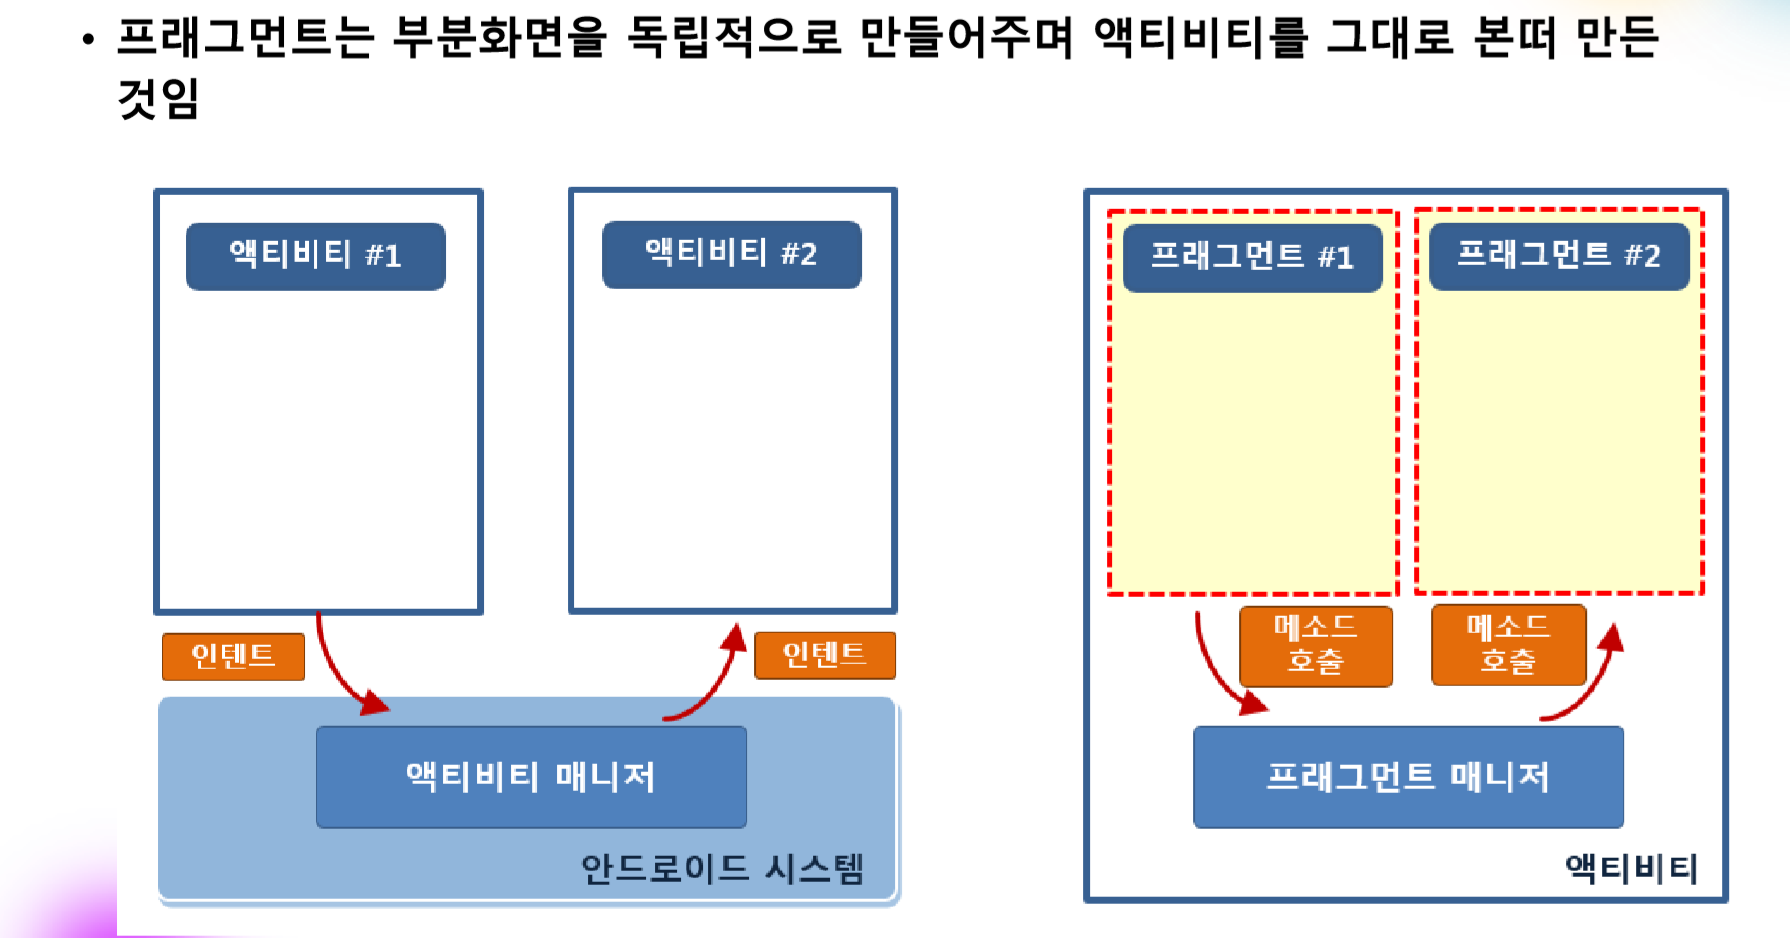 • 프래그먼트는 부분화면을 독립적으로 만들어주며 액티비티를 그대로 본떠 만든
것임
액티비티 #1
액티비티 #2
인텐트
인텐트
액티비티 매니저
안드로이드 시스템
프래그먼트 #1
프래그먼트 #2
메소드
호출
메소드
호출
프래그먼트 매니저
액티비티